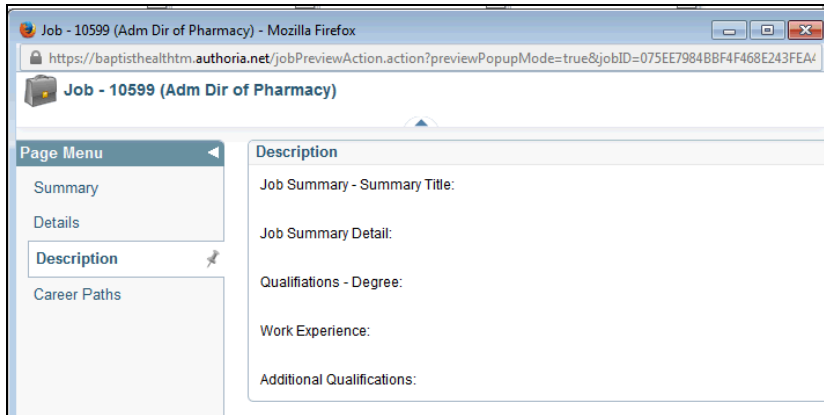 Job - 10599 (Adm Dir of Pharmacy) - Mozilla Firefox
https://baptisthealthtm.authoria.net/jobPreviewAction.action?previewPopupMode=true&jobID=075EE7984BBF4F468E243FEA4
Job - 10599 (Adm Dir of Pharmacy)
Page Menu
Summary
Details
Description
Career Paths
Description
Job Summary - Summary Title:
Job Summary Detail:
Qualifiations - Degree:
Work Experience:
Additional Qualifications: